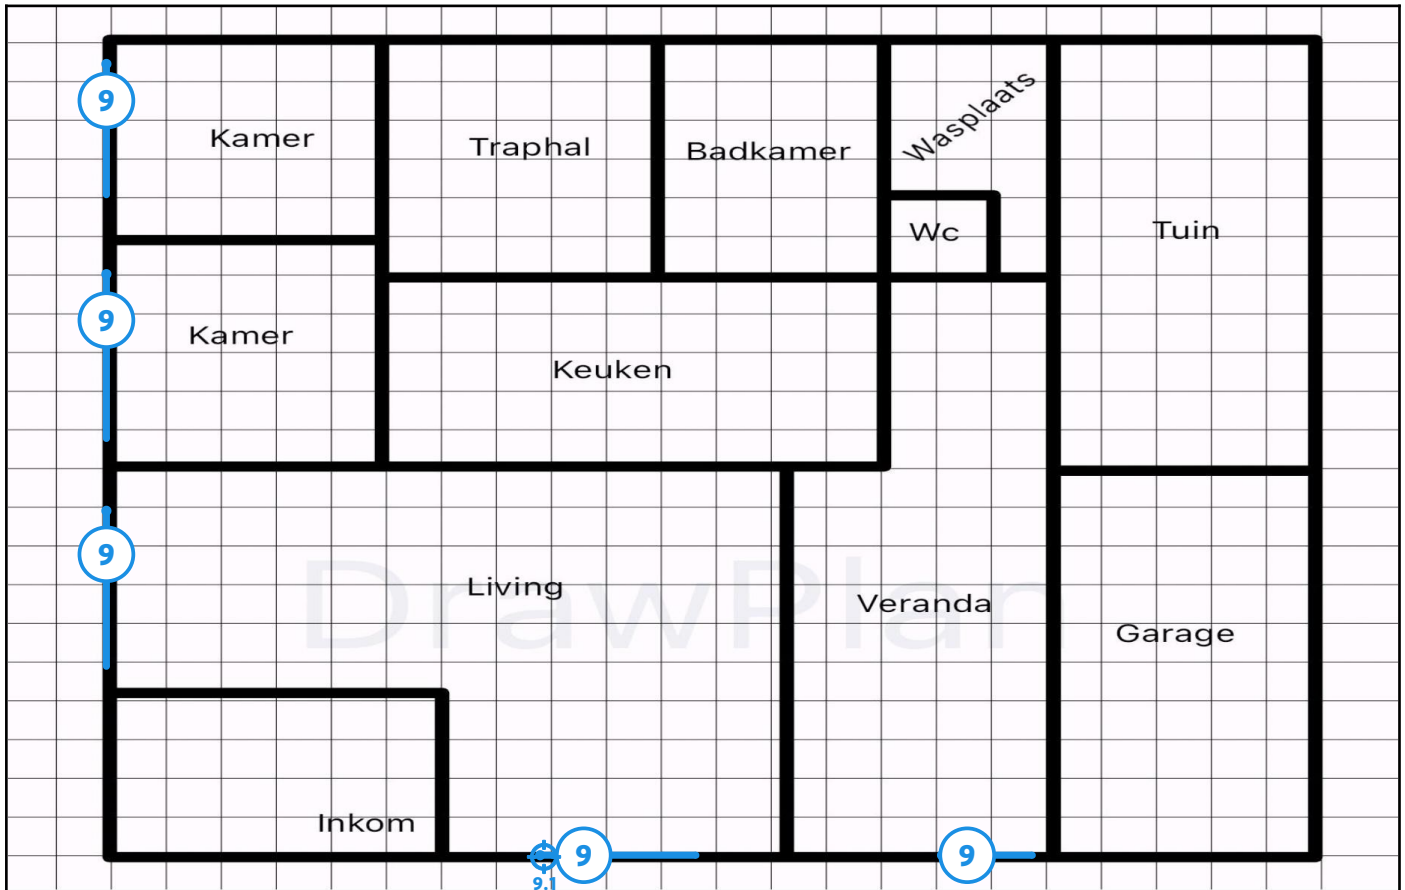 9
Kamer
Traphal
Badkamer
Wasplaats
Wc
Tuin
9
Kamer
Keuken
9
Living
DrawPlan
Veranda
Garage
Inkom
9
9.1
9